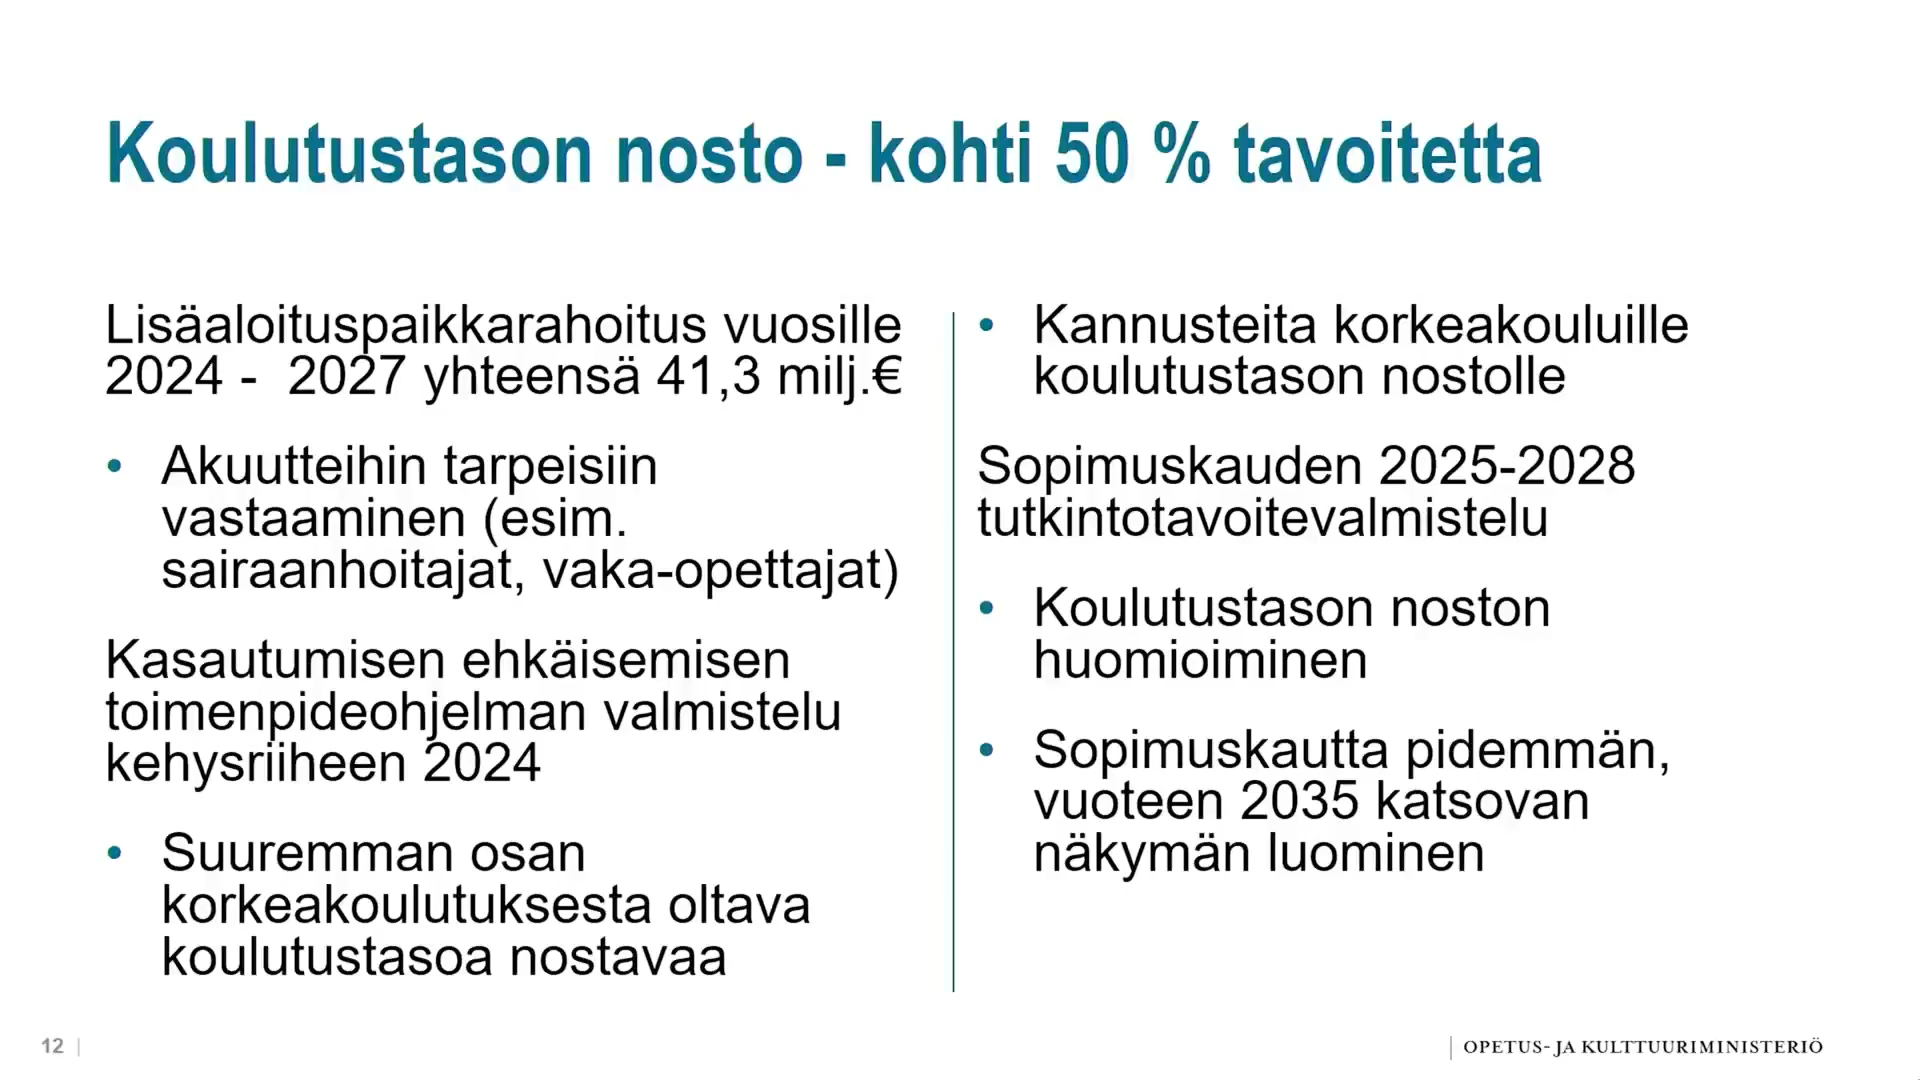 Koulutustason nosto - kohti 50 % tavoitetta
Lisäaloituspaikkarahoitus vuosille
2024 -  2027 yhteensä 41,3 milj.€
• Akuutteihin tarpeisiin
vastaaminen (esim.
sairaanhoitajat, vaka-opettajat)
Kasautumisen ehkäisemisen
toimenpideohjelman valmistelu
kehysriiheen 2024
• Suuremman osan
korkeakoulutuksesta oltava
koulutustasoa nostavaa
• Kannusteita korkeakouluille
koulutustason nostolle
Sopimuskauden 2025-2028
tutkintotavoitevalmistelu
• Koulutustason noston
huomioiminen
• Sopimuskautta pidemmän,
vuoteen 2035 katsovan
näkymän luominen
12 |
| OPETUS- JA KULTTUURIMINISTERIÖ